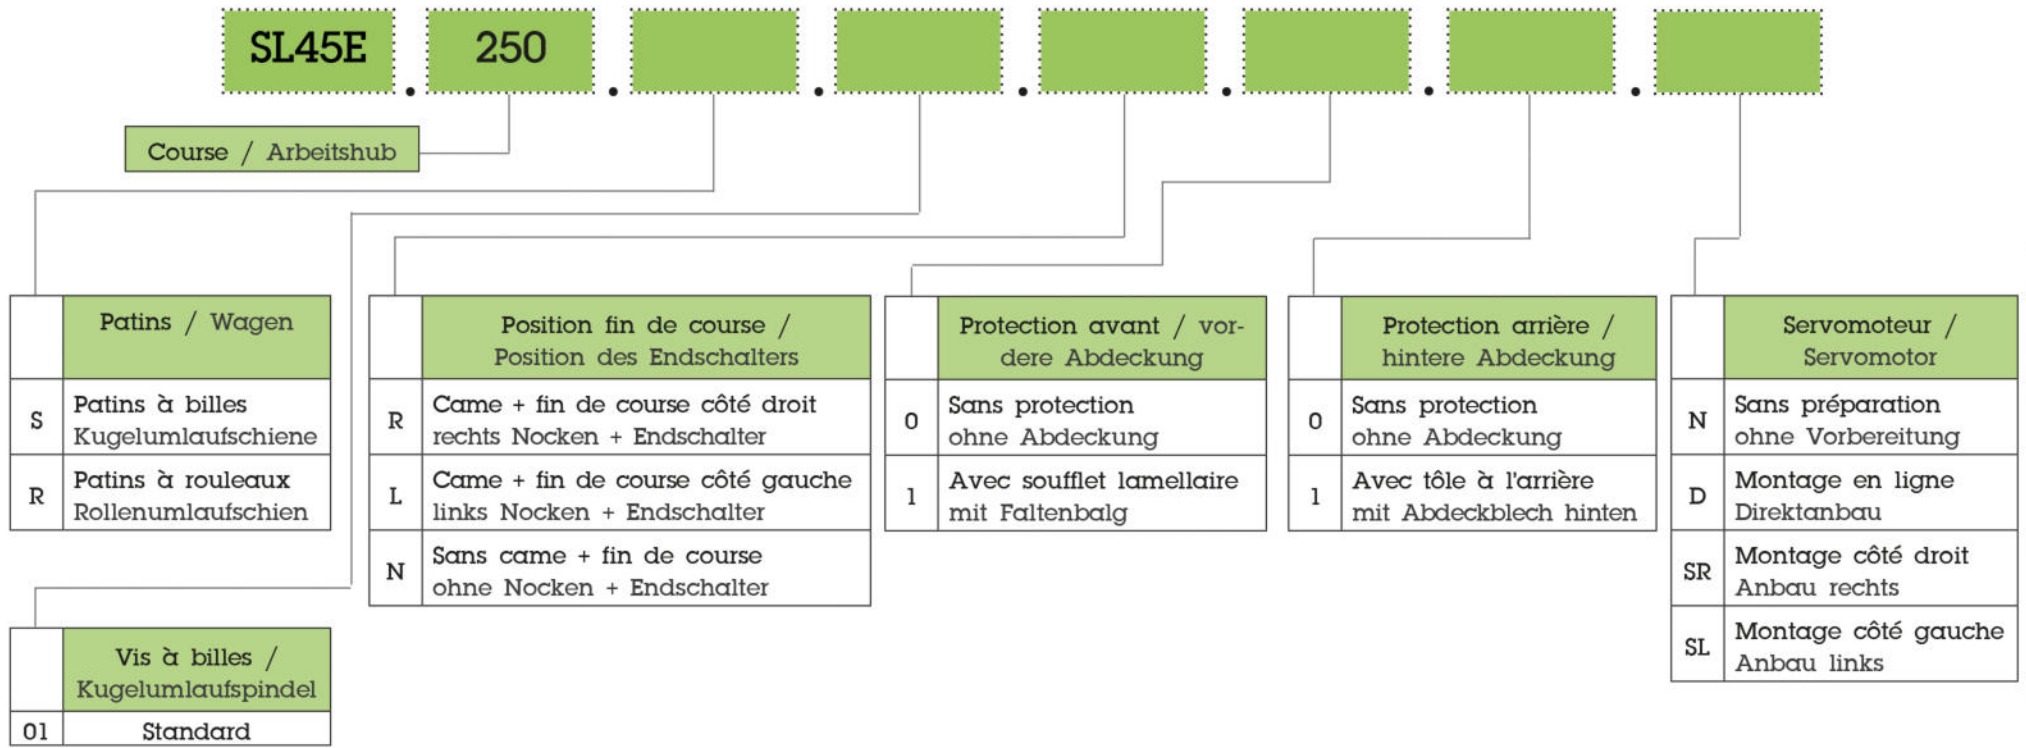 SL45E . 250 . . . . . .
Course / Arbeitshub
Patins / Wagen
S Patins à billes
Kugelumlaufschiene
R Patins à rouleaux
Rollenumlaufschien
Vis à billes /
Kugelumlaufspindel
01 Standard
Position fin de course /
Position des Endschalters
R Came + fin de course côté droit
rechts Nocken + Endschalter
L Came + fin de course côté gauche
links Nocken + Endschalter
N Sans came + fin de course
ohne Nocken + Endschalter
Protection avant / vor-
dere Abdeckung
0 Sans protection
ohne Abdeckung
1 Avec soufflet lamellaire
mit Faltenbalg
Protection arrière /
hintere Abdeckung
0 Sans protection
ohne Abdeckung
1 Avec tôle à l'arrière
mit Abdeckblech hinten
Servomoteur /
Servomotor
N Sans préparation
ohne Vorbereitung
D Montage en ligne
Direktanbau
SR Montage côté droit
Anbau rechts
SL Montage côté gauche
Anbau links